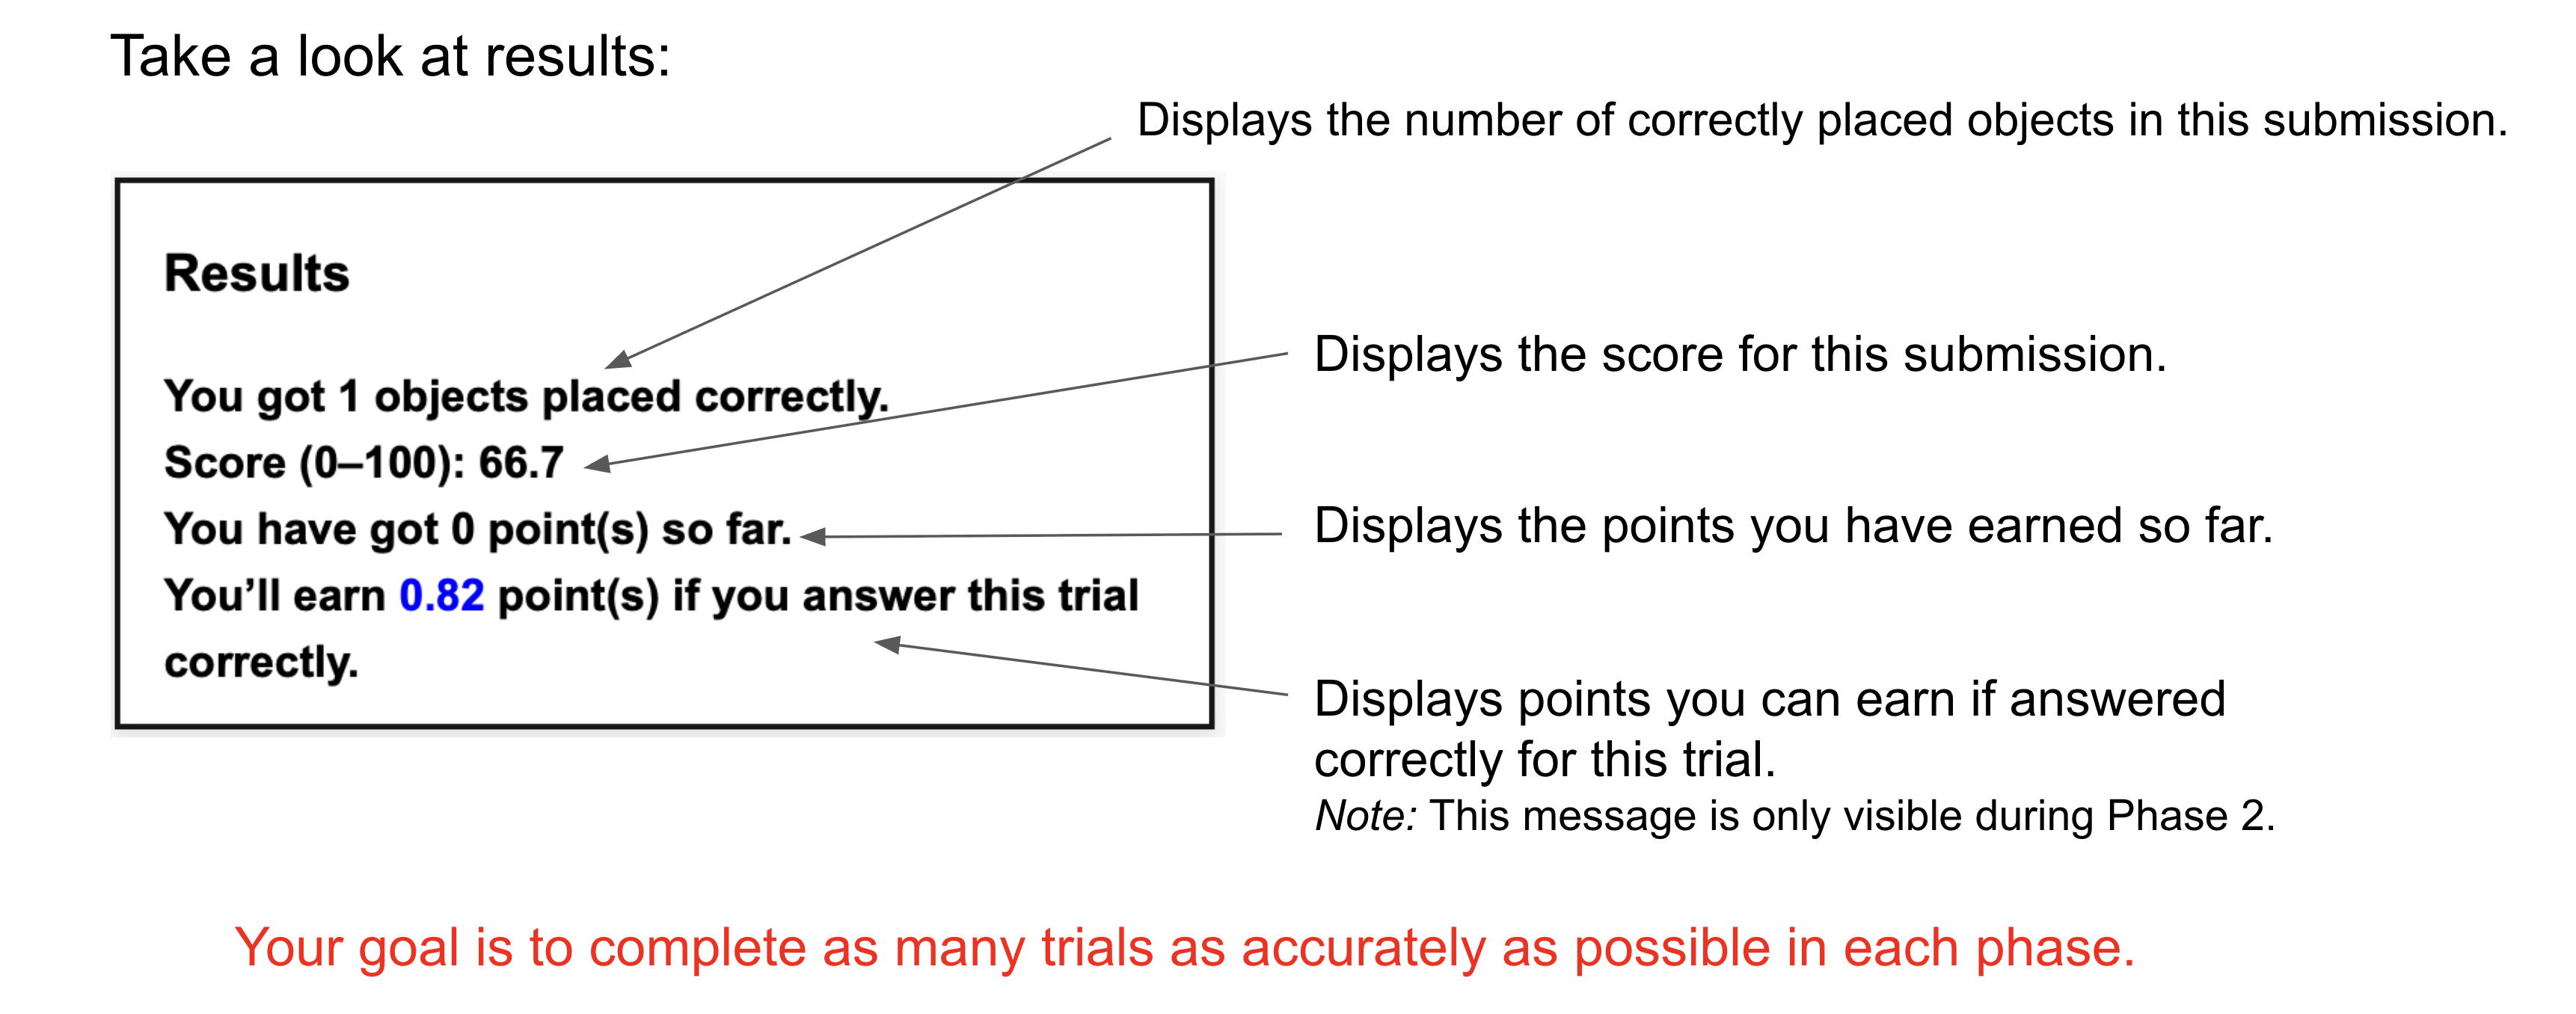 Take a look at results:
Displays the number of correctly placed objects in this submission.
Results
You got 1 objects placed correctly.
Score (0–100): 66.7
You have got 0 point(s) so far.
You’ll earn 0.82 point(s) if you answer this trial
correctly.
Displays the score for this submission.
Displays the points you have earned so far.
Displays points you can earn if answered
correctly for this trial.
Note: This message is only visible during Phase 2.
Your goal is to complete as many trials as accurately as possible in each phase.